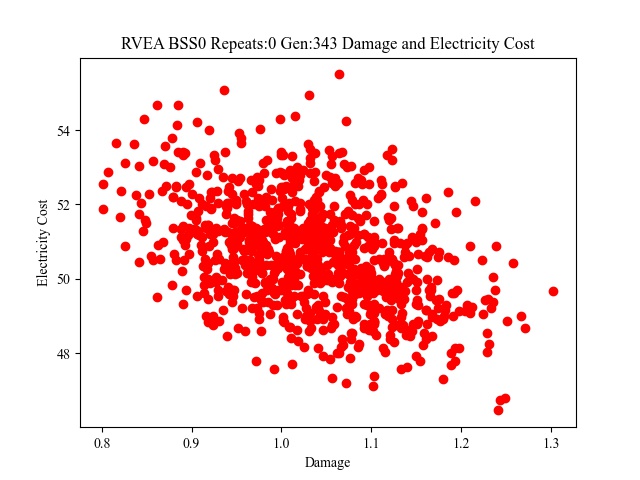 RVEA BSS0 Repeats:0 Gen:343 Damage and Electricity Cost
54
52
50
48
Electricity Cost
0.8 0.9 1.0 1.1 1.2 1.3
Damage